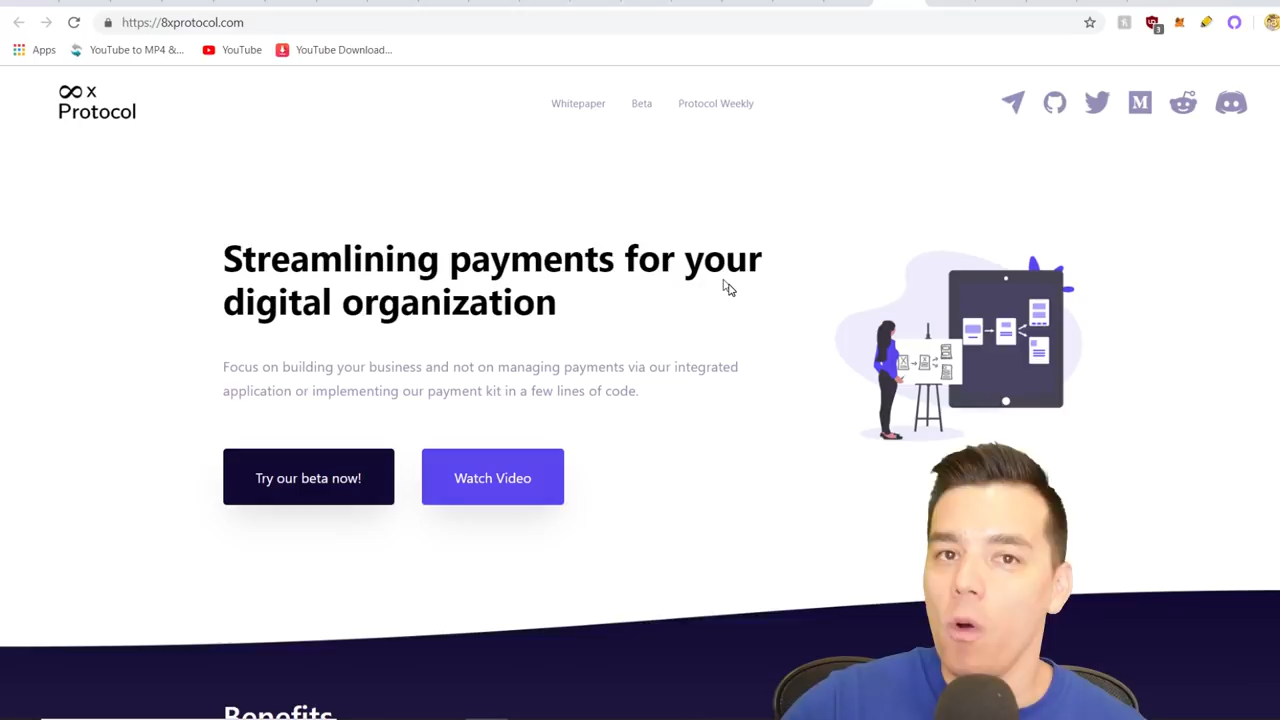 https://8xprotocol.com
Apps
YouTube to MP4 &...
YouTube
YouTube Download...
3
∞ x
Protocol
Whitepaper
Beta
Protocol Weekly
M
Streamlining payments for your
digital organization
Focus on building your business and not on managing payments via our integrated
application or implementing our payment kit in a few lines of code.
Try our beta now!
Watch Video
Benefits